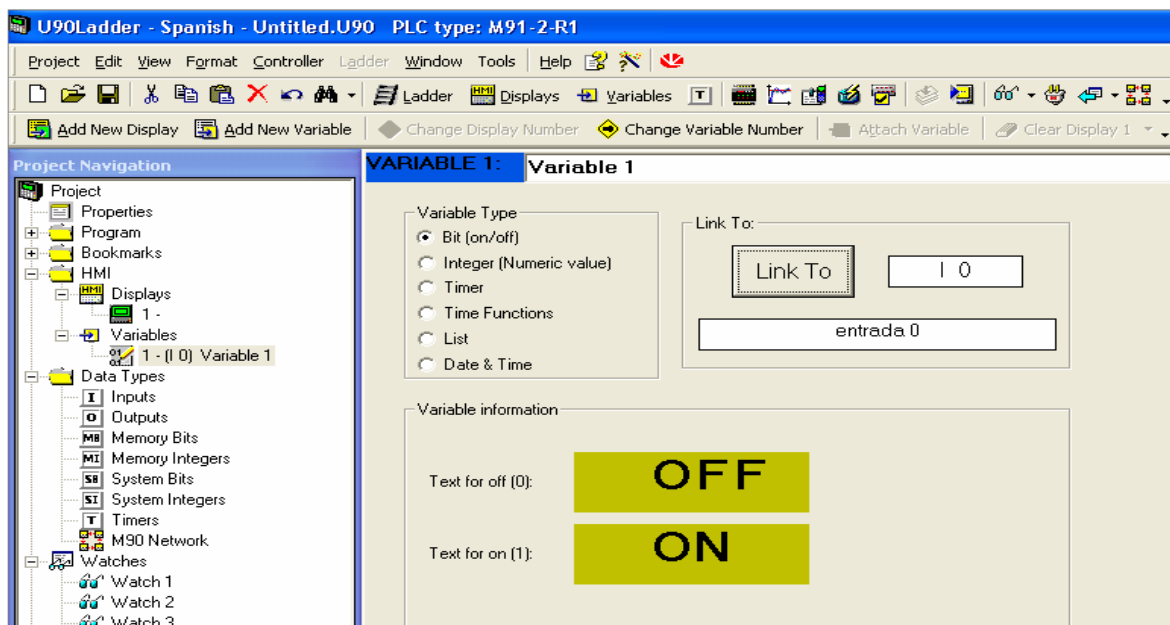 U90Ladder - Spanish - Untitled.U90 PLC type: M91-2-R1
Project Edit View Format Controller Ladder Window Tools Help
Ladder Displays Variables T
Add New Display Add New Variable Change Display Number Change Variable Number Attach Variable Clear Display 1
Project Navigation
Project
Properties
Program
Bookmarks
HMI
HMI Displays
1 -
Variables
1 - (I 0) Variable 1
Data Types
I Inputs
O Outputs
MB Memory Bits
MI Memory Integers
SB System Bits
SI System Integers
T Timers
M90 Network
Watches
Watch 1
Watch 2
Watch 3
VARIABLE 1: Variable 1
Variable Type
Bit (on/off)
Integer (Numeric value)
Timer
Time Functions
List
Date & Time
Link To:
Link To I 0
entrada 0
Variable information
Text for off (0): OFF
Text for on (1): ON